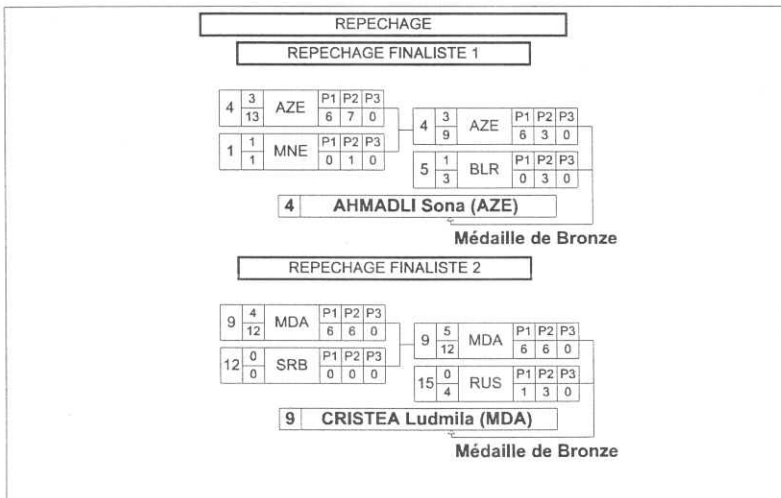 REPECHAGE
REPECHAGE FINALISTE 1
4 3 13 AZE P1 P2 P3 6 7 0
1 1 1 MNE P1 P2 P3 0 1 0
4 3 9 AZE P1 P2 P3 6 3 0
5 1 3 BLR P1 P2 P3 0 3 0
4 AHMADLI Sona (AZE)
Médaille de Bronze
REPECHAGE FINALISTE 2
9 4 12 MDA P1 P2 P3 6 6 0
12 0 0 SRB P1 P2 P3 0 0 0
9 5 12 MDA P1 P2 P3 6 6 0
15 0 4 RUS P1 P2 P3 1 3 0
9 CRISTEA Ludmila (MDA)
Médaille de Bronze